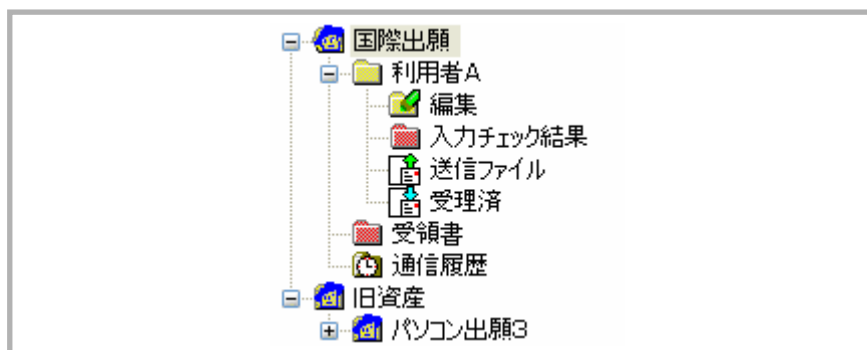 国際出願
利用者A
編集
入力チェック結果
送信ファイル
受理済
受領書
通信履歴
旧資産
パソコン出願3